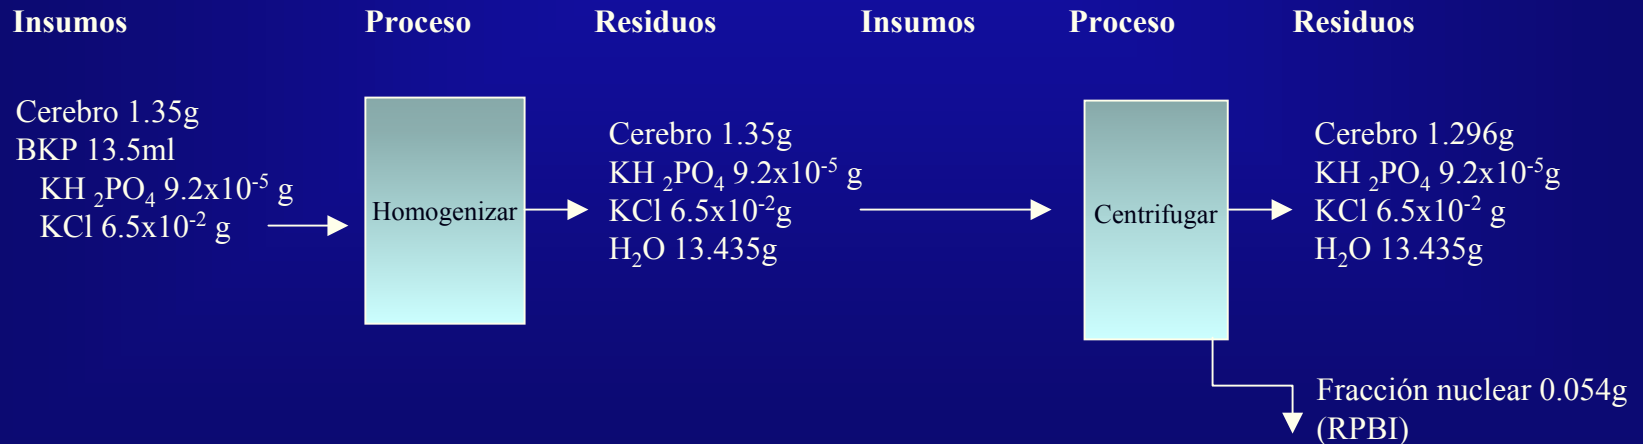 Insumos Proceso Residuos Insumos Proceso Residuos
Cerebro 1.35g
BKP 13.5ml
KH ₂PO₄ 9.2x10⁻⁵ g
KCl 6.5x10⁻² g
Homogenizar
Cerebro 1.35g
KH ₂PO₄ 9.2x10⁻⁵ g
KCl 6.5x10⁻²g
H₂O 13.435g
Centrifugar
Cerebro 1.296g
KH ₂PO₄ 9.2x10⁻⁵g
KCl 6.5x10⁻² g
H₂O 13.435g
Fracción nuclear 0.054g
(RPBI)